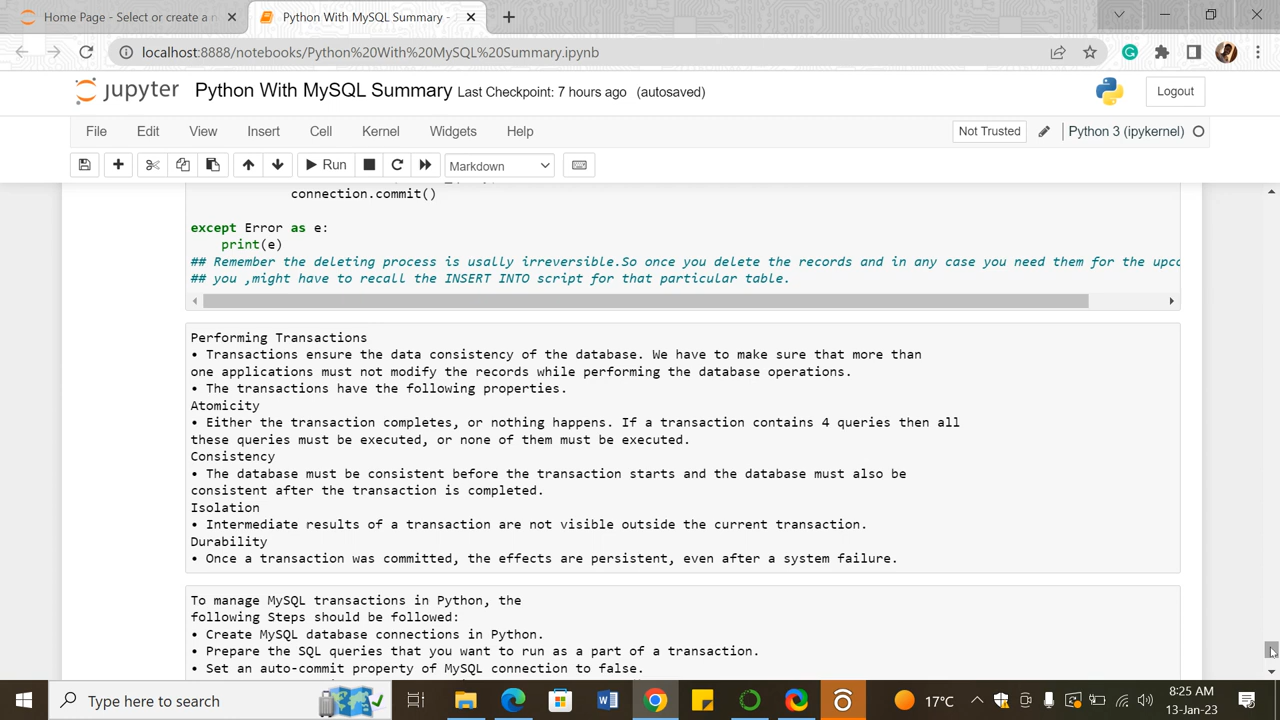 Home Page - Select or create a n
Python With MySQL Summary -
localhost:8888/notebooks/Python%20With%20MySQL%20Summary.ipynb
jupyter Python With MySQL Summary Last Checkpoint: 7 hours ago (autosaved)
Logout
File Edit View Insert Cell Kernel Widgets Help
Not Trusted Python 3 (ipykernel)
Run Markdown
connection.commit()
except Error as e:
print(e)
## Remember the deleting process is usally irreversible.So once you delete the records and in any case you need them for the upco
## you ,might have to recall the INSERT INTO script for that particular table.
Performing Transactions
• Transactions ensure the data consistency of the database. We have to make sure that more than
one applications must not modify the records while performing the database operations.
• The transactions have the following properties.
Atomicity
• Either the transaction completes, or nothing happens. If a transaction contains 4 queries then all
these queries must be executed, or none of them must be executed.
Consistency
• The database must be consistent before the transaction starts and the database must also be
consistent after the transaction is completed.
Isolation
• Intermediate results of a transaction are not visible outside the current transaction.
Durability
• Once a transaction was committed, the effects are persistent, even after a system failure.
To manage MySQL transactions in Python, the
following Steps should be followed:
• Create MySQL database connections in Python.
• Prepare the SQL queries that you want to run as a part of a transaction.
• Set an auto-commit property of MySQL connection to false.
Type here to search
17°C
8:25 AM
13-Jan-23